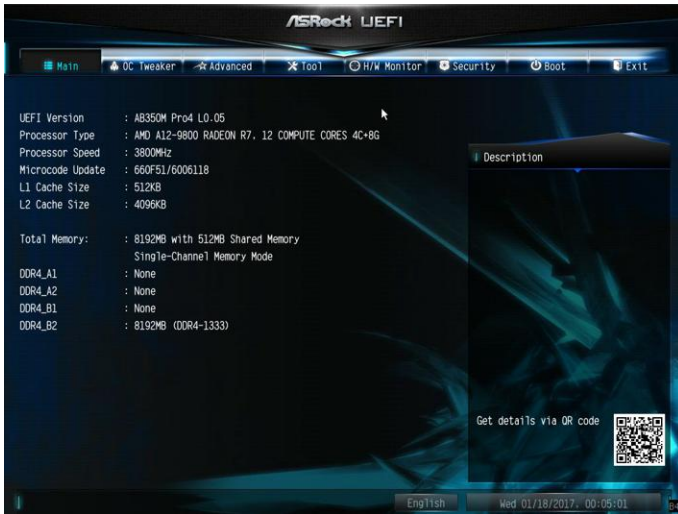 ASRock UEFI
Main OC Tweaker Advanced Tool H/W Monitor Security Boot Exit
UEFI Version : AB350M Pro4 L0.05
Processor Type : AMD A12-9800 RADEON R7, 12 COMPUTE CORES 4C+8G
Processor Speed : 3800MHz
Microcode Update : 660F51/6006118
L1 Cache Size : 512KB
L2 Cache Size : 4096KB
Total Memory: : 8192MB with 512MB Shared Memory
Single-Channel Memory Mode
DDR4_A1 : None
DDR4_A2 : None
DDR4_B1 : None
DDR4_B2 : 8192MB (DDR4-1333)
Description
Get details via QR code
English Wed 01/18/2017, 00:05:01